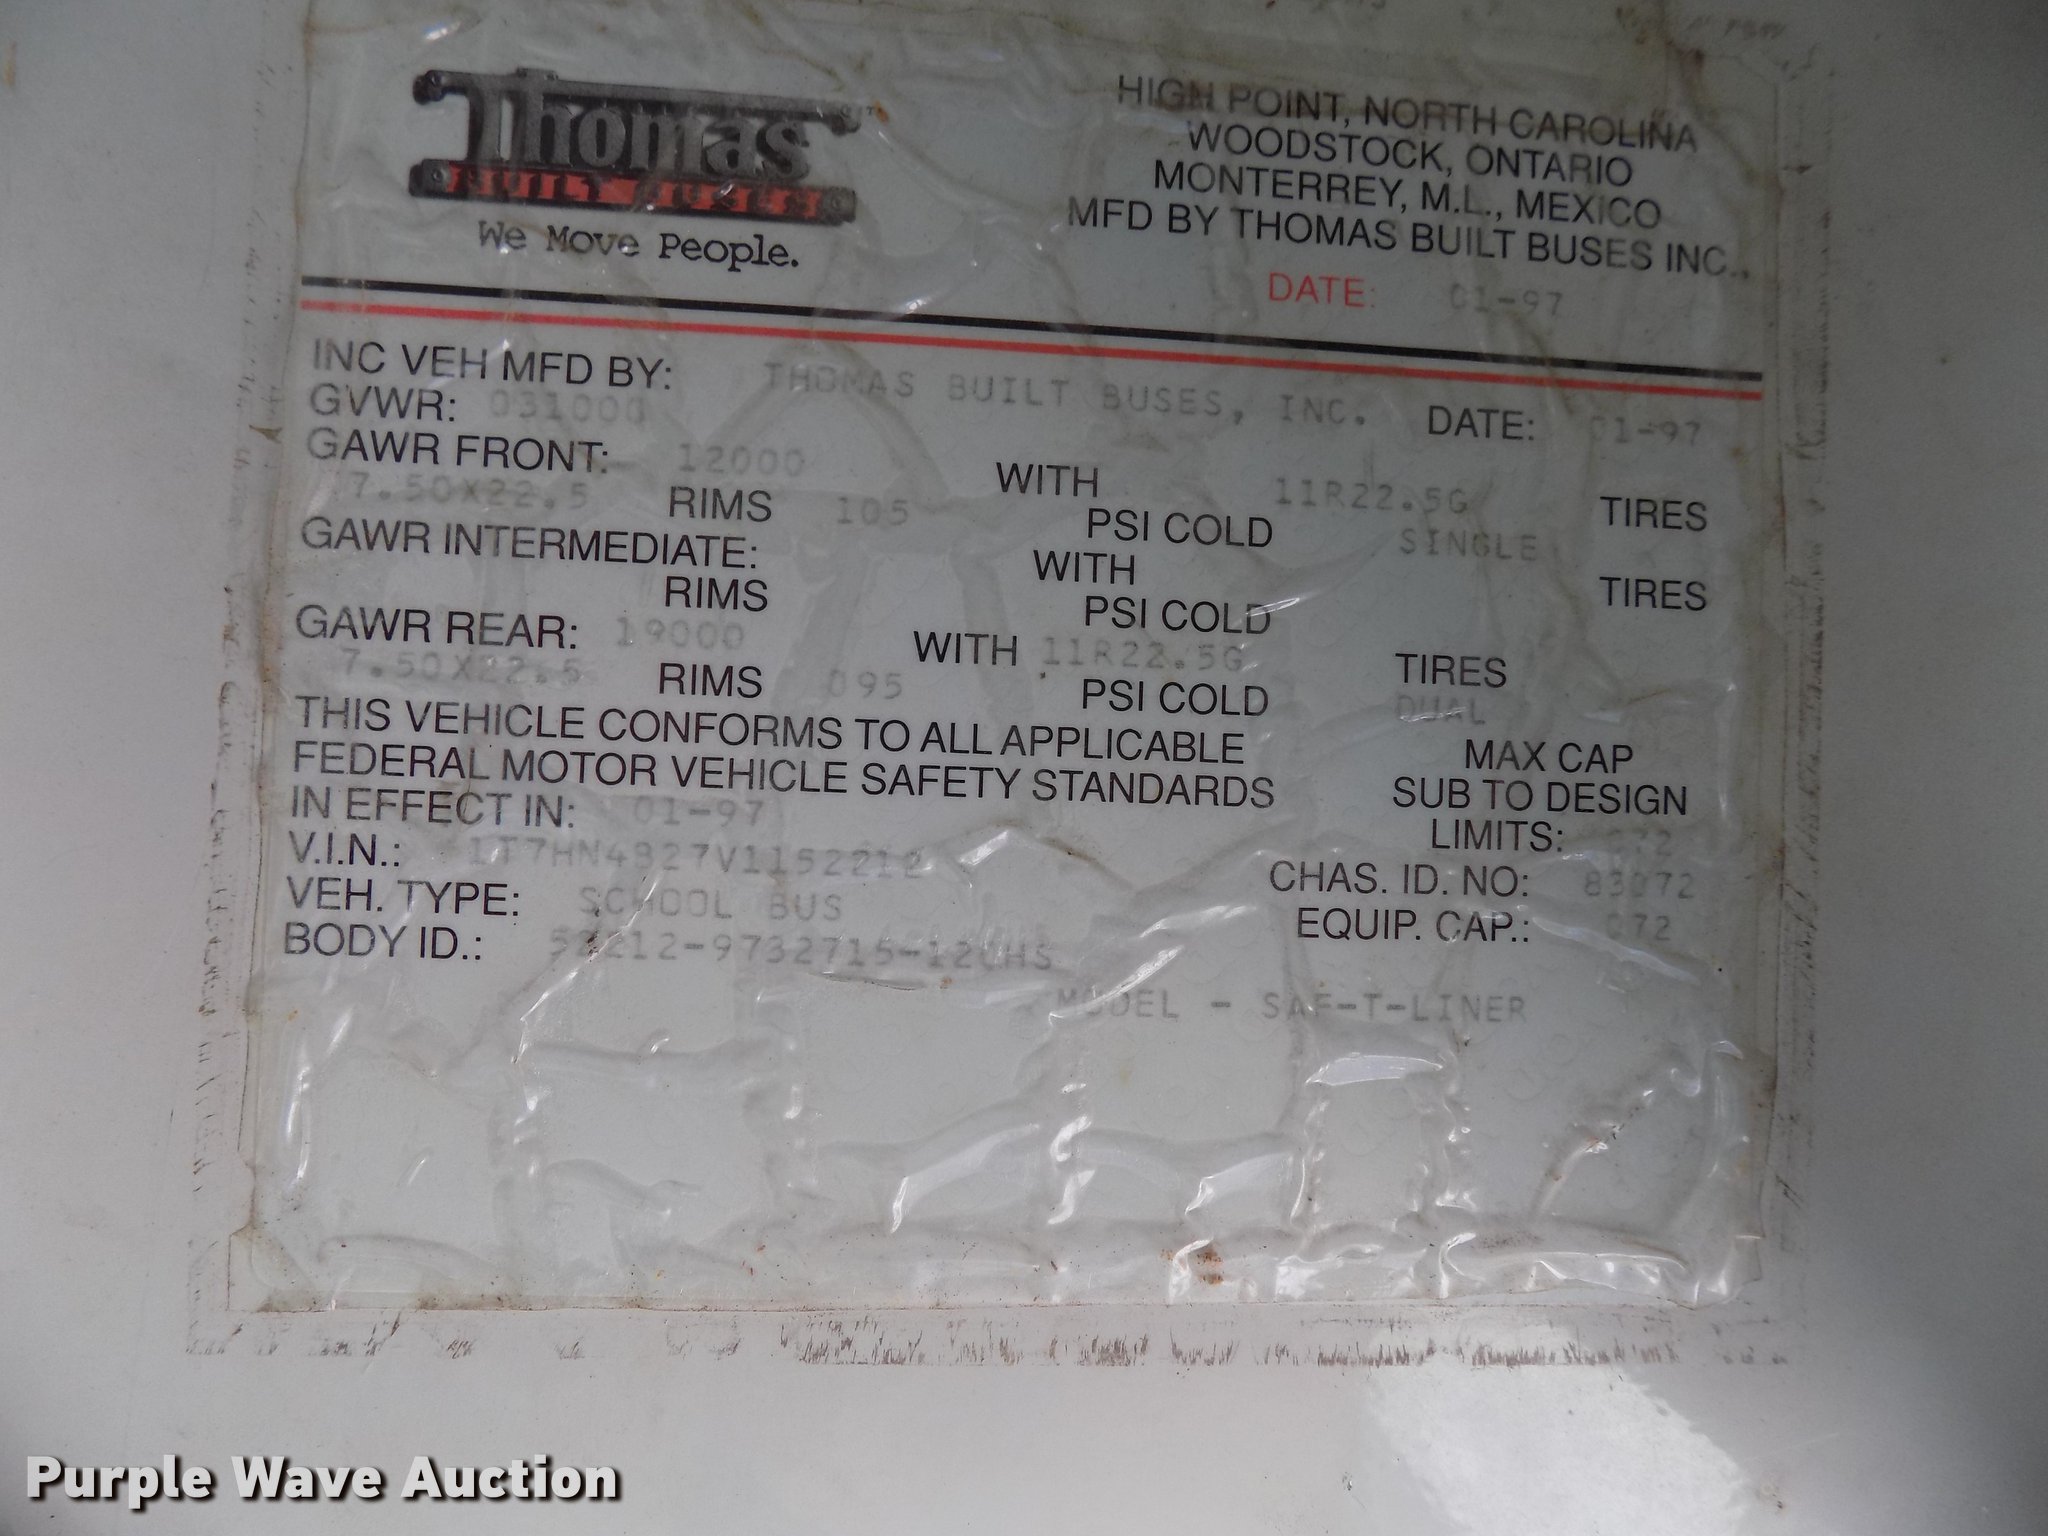 Thomas
BUILT BUSES
We Move People.
HIGH POINT, NORTH CAROLINA
WOODSTOCK, ONTARIO
MONTERREY, M.L., MEXICO
MFD BY THOMAS BUILT BUSES INC.,
DATE: 01-97
INC VEH MFD BY: THOMAS BUILT BUSES, INC. DATE: 01-97
GVWR: 031000
GAWR FRONT: 12000 WITH 11R22.5G TIRES
7.50X22.5 RIMS 105 PSI COLD SINGLE
GAWR INTERMEDIATE: WITH TIRES
RIMS PSI COLD
GAWR REAR: 19000 WITH 11R22.5G TIRES
7.50X22.5 RIMS 095 PSI COLD DUAL
THIS VEHICLE CONFORMS TO ALL APPLICABLE
FEDERAL MOTOR VEHICLE SAFETY STANDARDS
IN EFFECT IN: 01-97
MAX CAP
SUB TO DESIGN
LIMITS: 072
V.I.N.:
CHAS. ID. NO: 83072
VEH. TYPE: SCHOOL BUS
EQUIP. CAP.: 072
BODY ID.:
MODEL - SAF-T-LINER
Purple Wave Auction